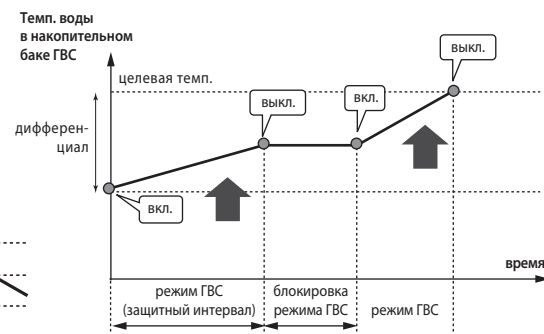 Темп. воды
в накопительном
баке ГВС
целевая темп.
выкл.
выкл.
вкл.
дифферен-
циал
вкл.
время
режим ГВС
(защитный интервал)
блокировка
режима ГВС
режим ГВС